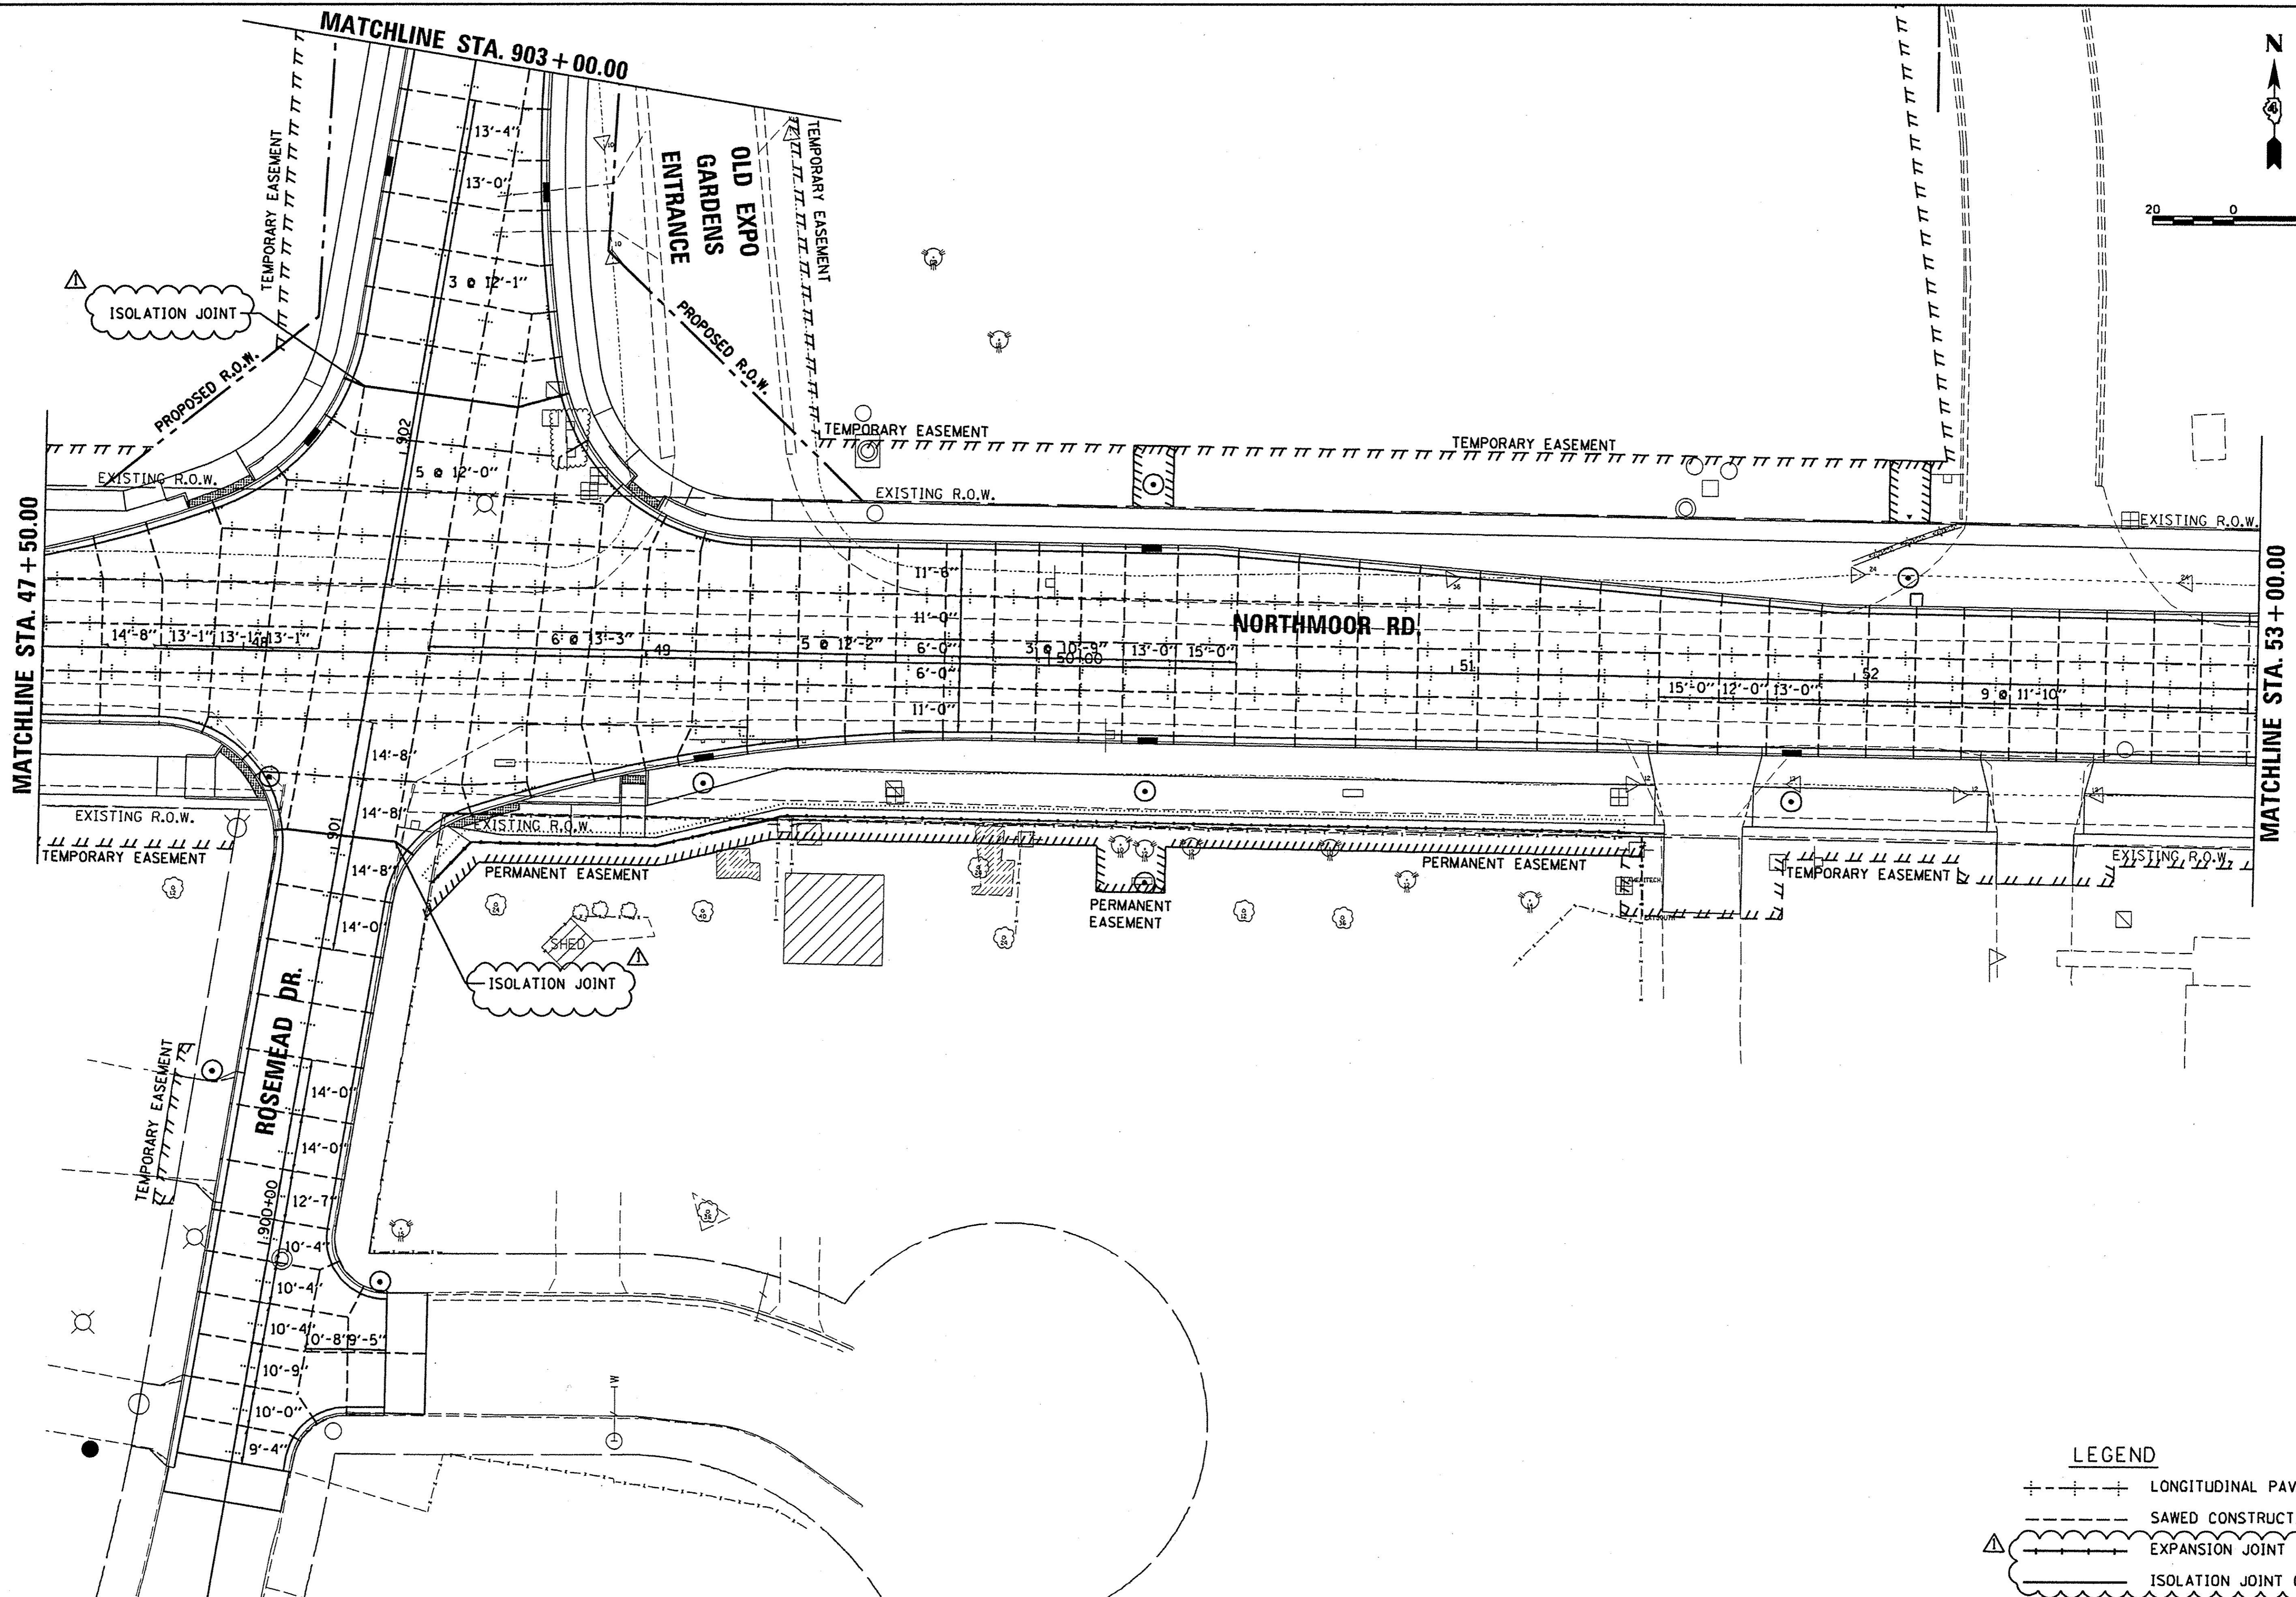 MATCHLINE STA. 903+00.00
N
20 0
TEMPORARY EASEMENT
13'-4"
13'-0"
3 @ 12'-1"
OLD EXPO
GARDENS
ENTRANCE
TEMPORARY EASEMENT
1
ISOLATION JOINT
PROPOSED R.O.W.
PROPOSED R.O.W.
902
5 @ 12'-0"
TEMPORARY EASEMENT
TEMPORARY EASEMENT
EXISTING R.O.W.
EXISTING R.O.W.
EXISTING R.O.W.
MATCHLINE STA. 47+50.00
MATCHLINE STA. 53+00.00
11'-6"
11'-0"
NORTHMOOR RD.
14'-8" 13'-1" 13'-1" 13'-1"
48
6 @ 13'-3"
49
5 @ 12'-2"
6'-0"
3 @ 10'-9"
50+00
13'-0" 15'-0"
51
6'-0"
52
15'-0" 12'-0" 13'-0"
9 @ 11'-10"
11'-0"
14'-8"
14'-8"
901
14'-8"
14'-0"
EXISTING R.O.W.
TEMPORARY EASEMENT
EXISTING R.O.W.
PERMANENT EASEMENT
PERMANENT
EASEMENT
PERMANENT EASEMENT
TEMPORARY EASEMENT
EXISTING R.O.W.
SHED
1
ISOLATION JOINT
ROSEMEAD DR.
TEMPORARY EASEMENT
14'-0"
14'-0"
12'-7"
900+00
10'-4"
10'-4"
10'-4"
10'-8" 9'-5"
10'-9"
10'-0"
9'-4"
W
LEGEND
LONGITUDINAL PAV
SAWED CONSTRUCT
1
EXPANSION JOINT
ISOLATION JOINT (